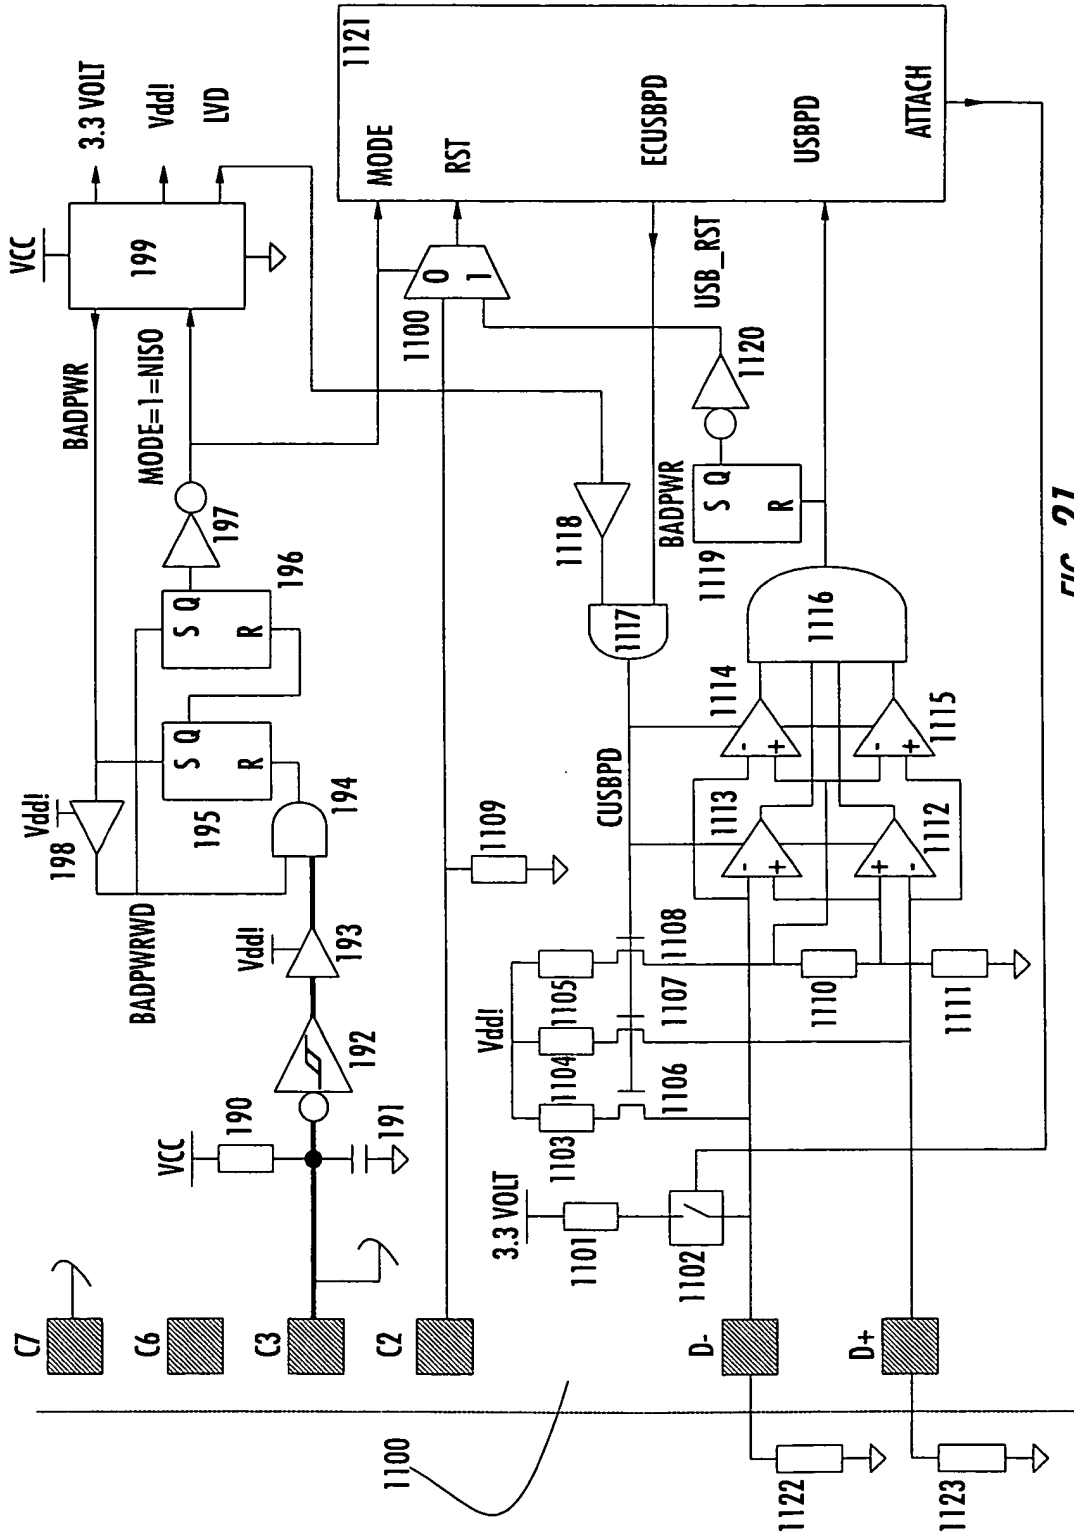 C7
C6
C3
C2
D-
D+
1100
1122
1123
VCC
190
191
192
Vdd!
193
BADPWRWD
Vdd!
198
194
195
S Q
R
196
S Q
R
197
BADPWR
MODE=1=NISO
VCC
199
3.3 VOLT
Vdd!
LVD
1109
1100
0
1
MODE
RST
ECUSBPD
USBPD
ATTACH
1121
USB_RST
1120
BADPWR
S Q
R
1119
1118
1117
CUSBPD
1116
1114
1115
1113
1112
- +
- +
- +
+ -
Vdd!
1103
1104
1105
1106
1107
1108
1110
1111
3.3 VOLT
1101
1102
FIG. 21